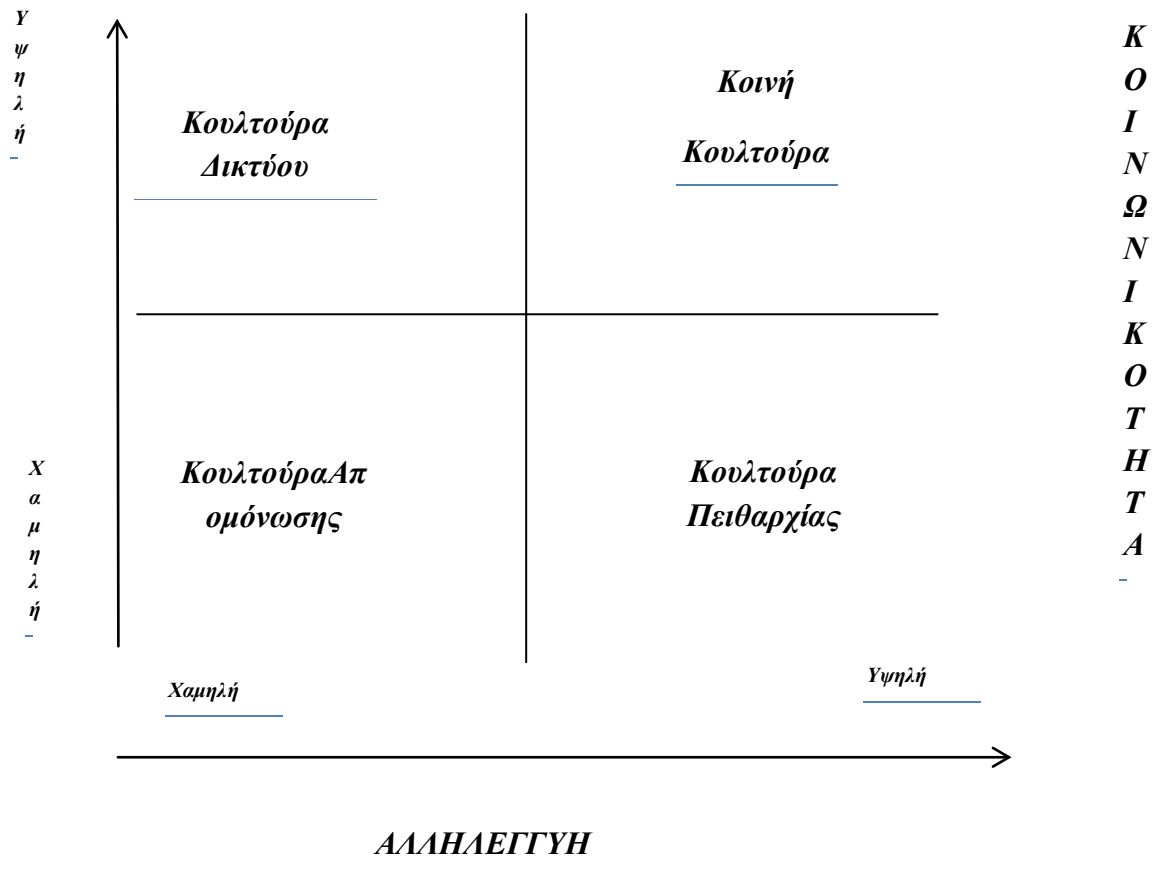 Υψηλή
Κουλτούρα
Δικτύου
Κοινή
Κουλτούρα
ΚΟΙΝΩΝΙΚΟΤΗΤΑ
Χαμηλή
ΚουλτούραΑπ
ομόνωσης
Κουλτούρα
Πειθαρχίας
Χαμηλή
Υψηλή
ΑΛΛΗΛΕΓΓΥΗ